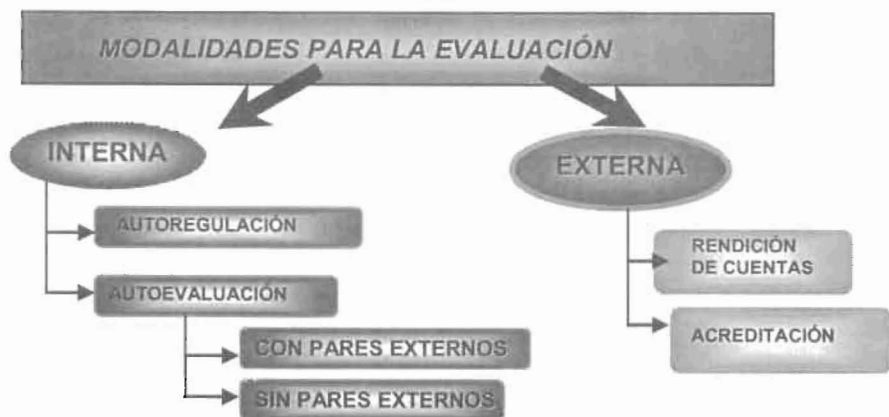 MODALIDADES PARA LA EVALUACIÓN
INTERNA
AUTOREGULACIÓN
AUTOEVALUACIÓN
CON PARES EXTERNOS
SIN PARES EXTERNOS
EXTERNA
RENDICIÓN
DE CUENTAS
ACREDITACIÓN